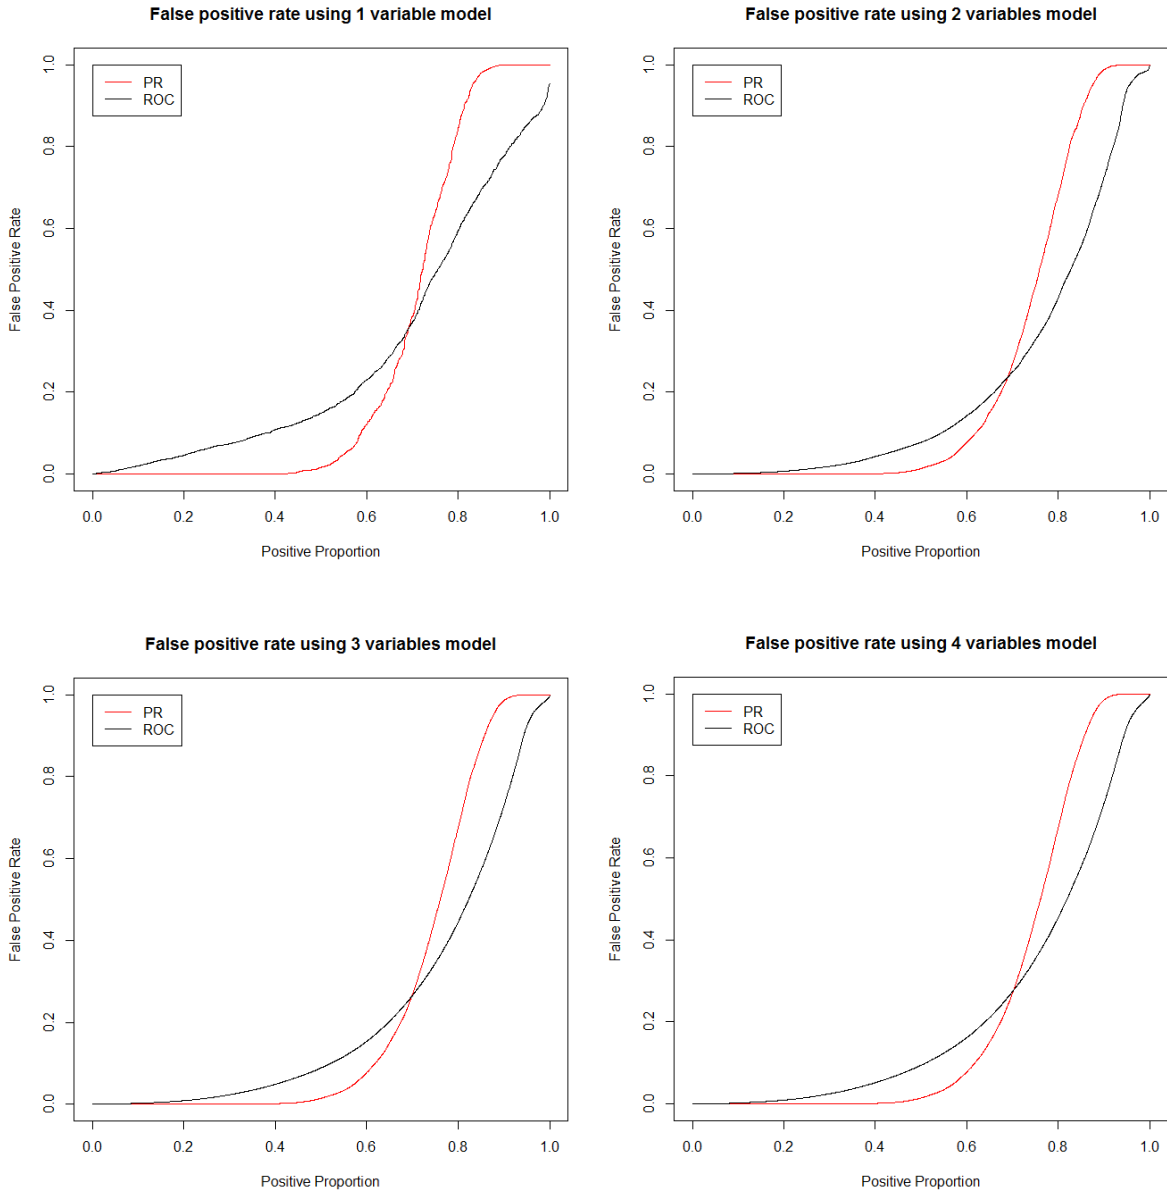 False positive rate using 1 variable model
PR
ROC
False Positive Rate
0.0 0.2 0.4 0.6 0.8 1.0
0.0 0.2 0.4 0.6 0.8 1.0
Positive Proportion
False positive rate using 2 variables model
PR
ROC
False Positive Rate
0.0 0.2 0.4 0.6 0.8 1.0
0.0 0.2 0.4 0.6 0.8 1.0
Positive Proportion
False positive rate using 3 variables model
PR
ROC
False Positive Rate
0.0 0.2 0.4 0.6 0.8 1.0
0.0 0.2 0.4 0.6 0.8 1.0
Positive Proportion
False positive rate using 4 variables model
PR
ROC
False Positive Rate
0.0 0.2 0.4 0.6 0.8 1.0
0.0 0.2 0.4 0.6 0.8 1.0
Positive Proportion